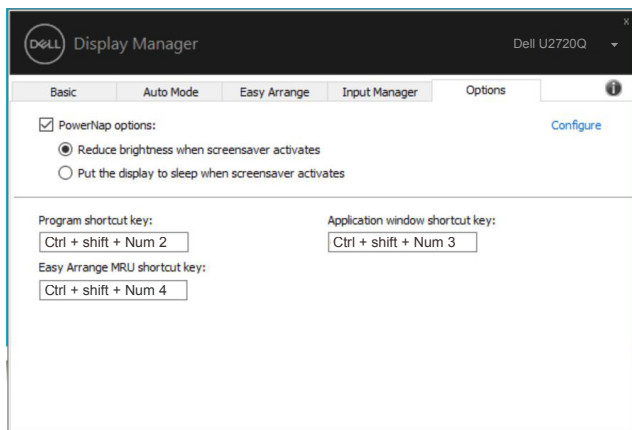 DELL Display Manager
Dell U2720Q
x
Basic Auto Mode Easy Arrange Input Manager Options i
PowerNap options: Configure
Reduce brightness when screensaver activates
Put the display to sleep when screensaver activates
Program shortcut key: Application window shortcut key:
Ctrl + shift + Num 2 Ctrl + shift + Num 3
Easy Arrange MRU shortcut key:
Ctrl + shift + Num 4